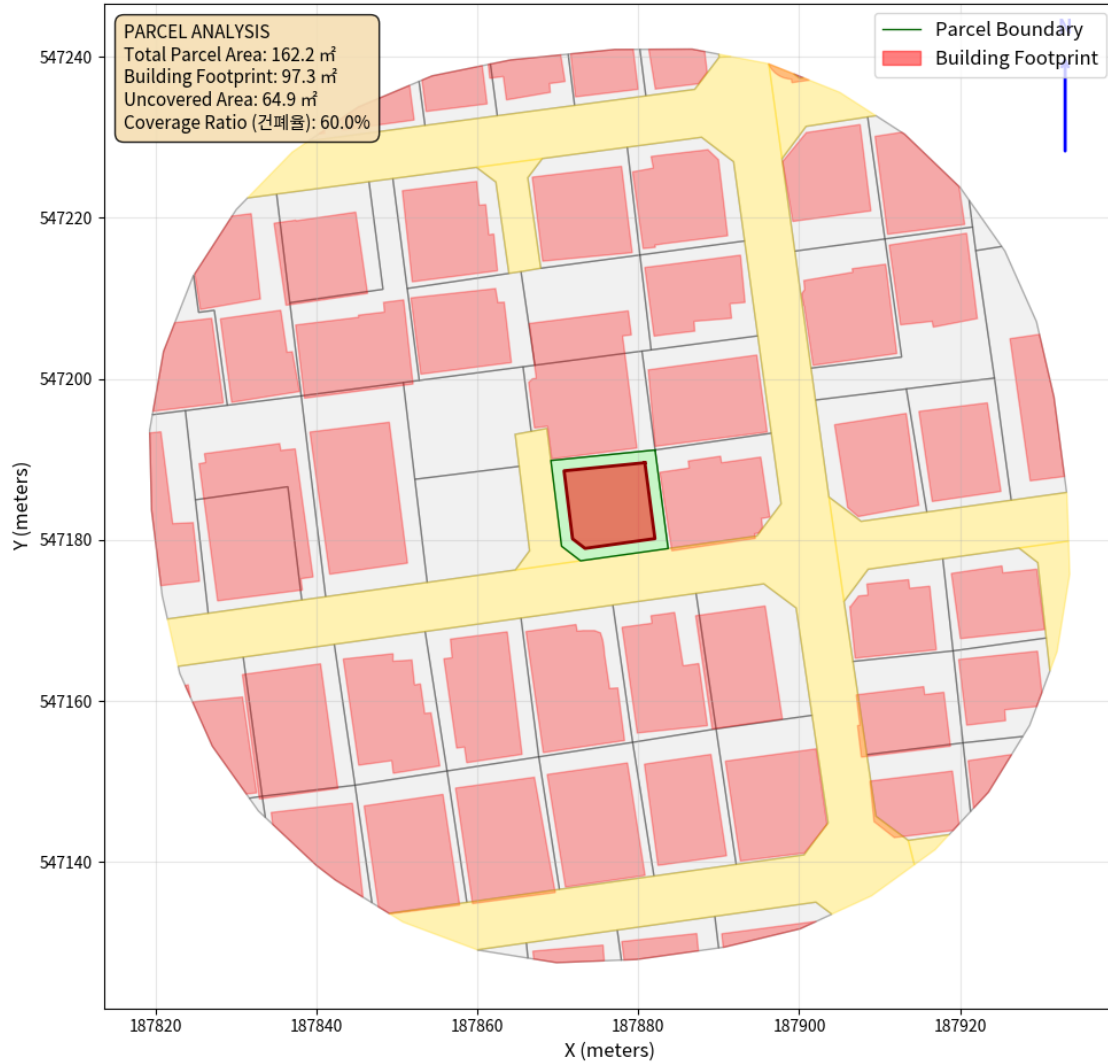 PARCEL ANALYSIS
Total Parcel Area: 162.2 ㎡
Building Footprint: 97.3 ㎡
Uncovered Area: 64.9 ㎡
Coverage Ratio (건폐율): 60.0%
Parcel Boundary
Building Footprint
N
547240
547220
547200
547180
547160
547140
Y (meters)
187820
187840
187860
187880
187900
187920
X (meters)